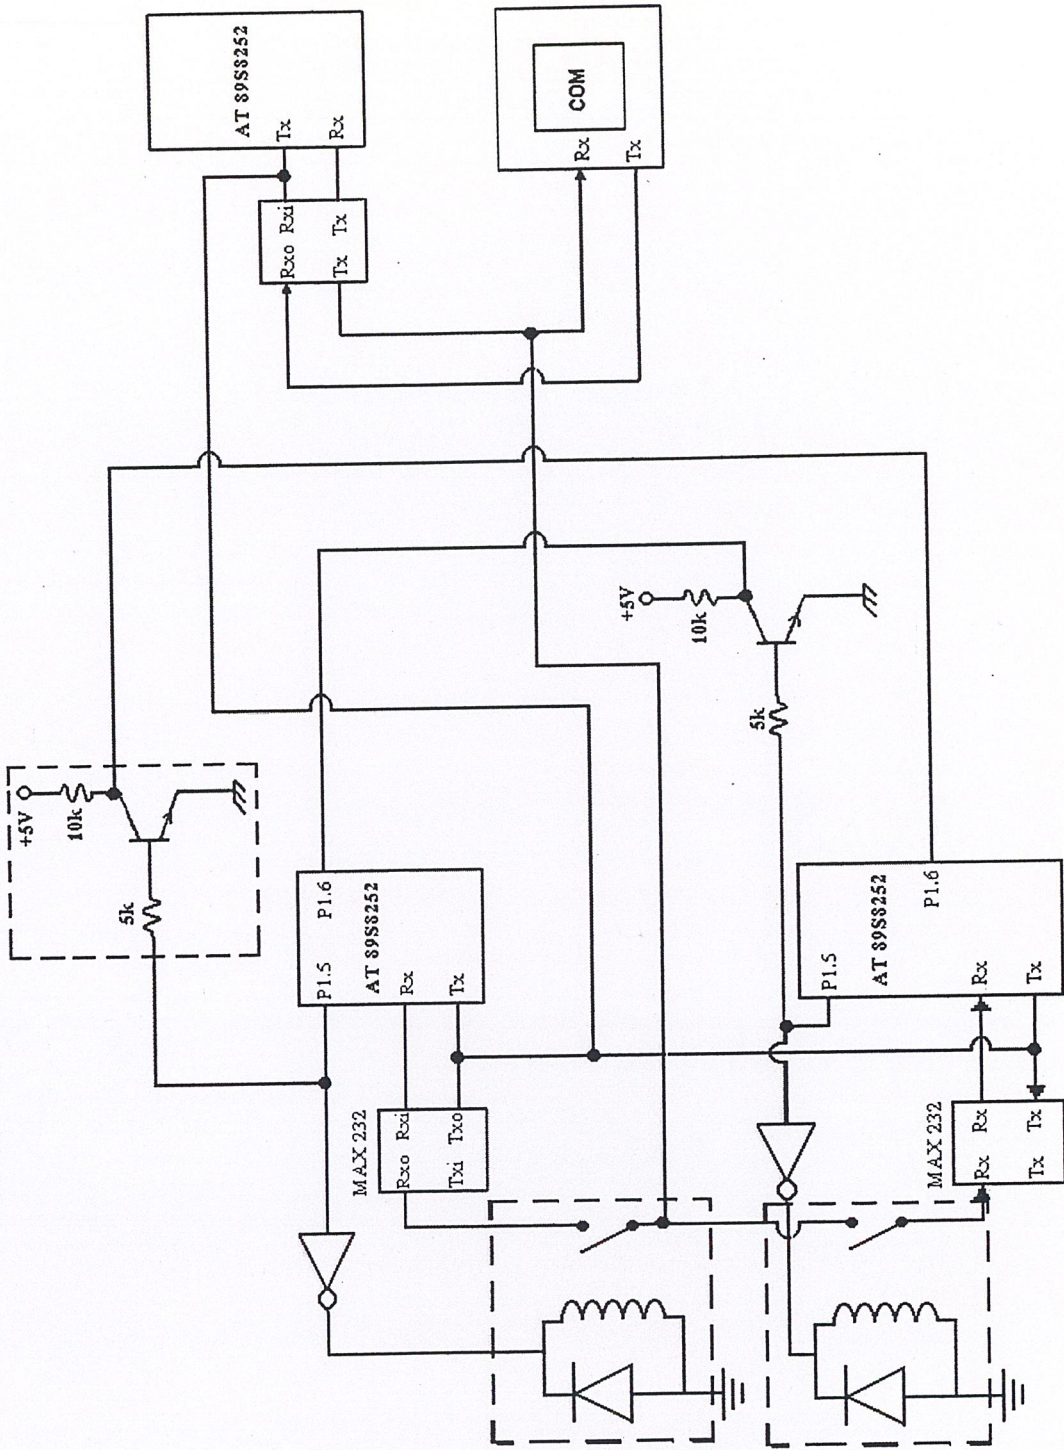 AT 89S8252
Tx
Rx
Rxo Rxi
Tx Tx
COM
Rx
Tx
+5V
10k
5k
+5V
10k
5k
P1.5 P1.6
AT 89S8252
Rx
Tx
MAX 232
Rxo Rxi
Txi Txo
P1.5 P1.6
AT 89S8252
Rx
Tx
MAX 232
Rx Rx
Tx Tx